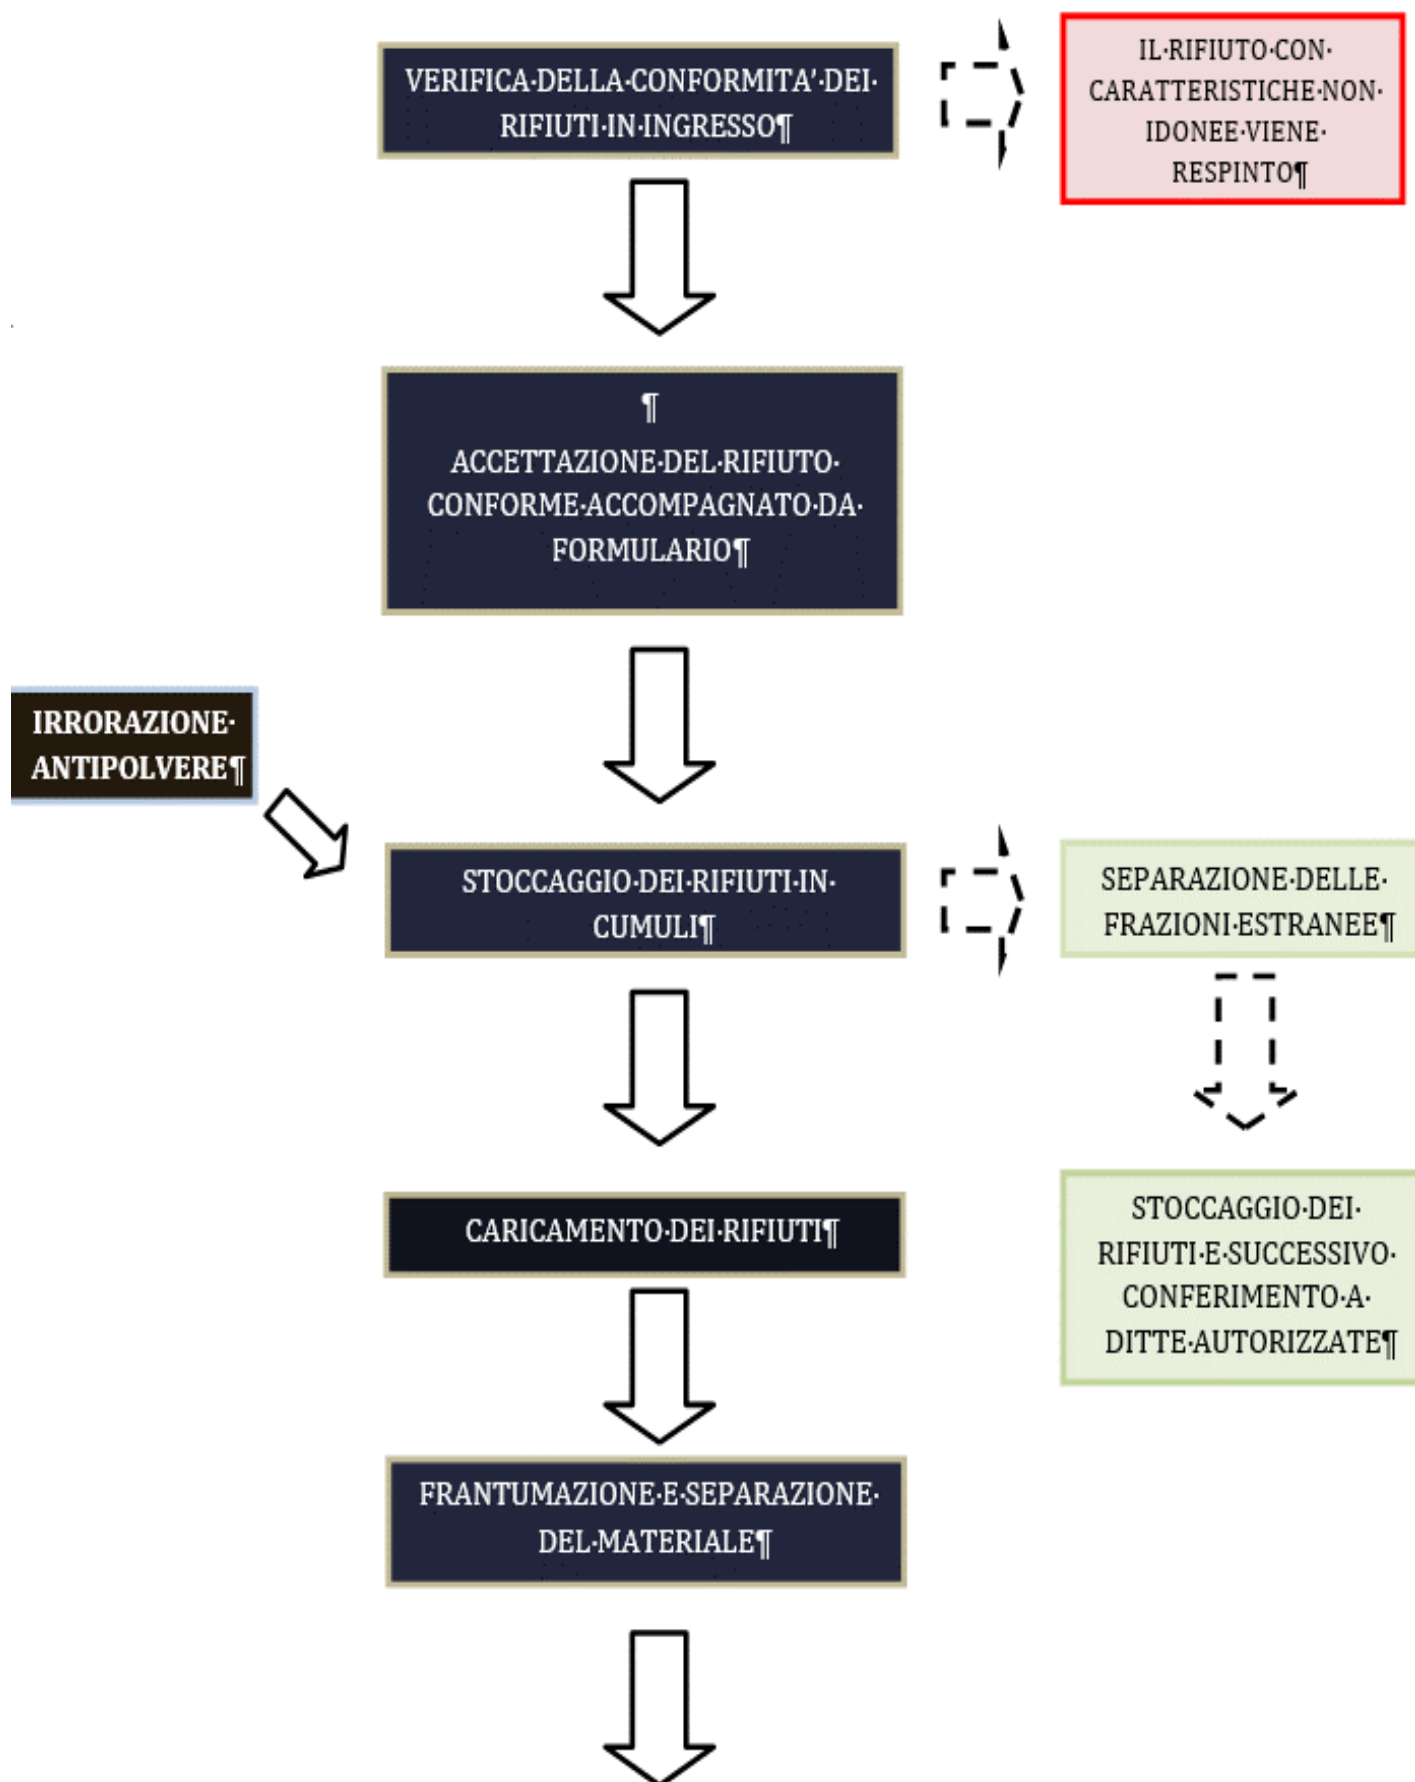 VERIFICA·DELLA·CONFORMITA’·DEI·
RIFIUTI·IN·INGRESSO¶
IL·RIFIUTO·CON·
CARATTERISTICHE·NON·
IDONEE·VIENE·
RESPINTO¶
¶
ACCETTAZIONE·DEL·RIFIUTO·
CONFORME·ACCOMPAGNATO·DA·
FORMULARIO¶
IRRORAZIONE·
ANTIPOLVERE¶
STOCCAGGIO·DEI·RIFIUTI·IN·
CUMULI¶
SEPARAZIONE·DELLE·
FRAZIONI·ESTRANEE¶
CARICAMENTO·DEI·RIFIUTI¶
STOCCAGGIO·DEI·
RIFIUTI·E·SUCCESSIVO·
CONFERIMENTO·A·
DITTE·AUTORIZZATE¶
FRANTUMAZIONE·E·SEPARAZIONE·
DEL·MATERIALE¶